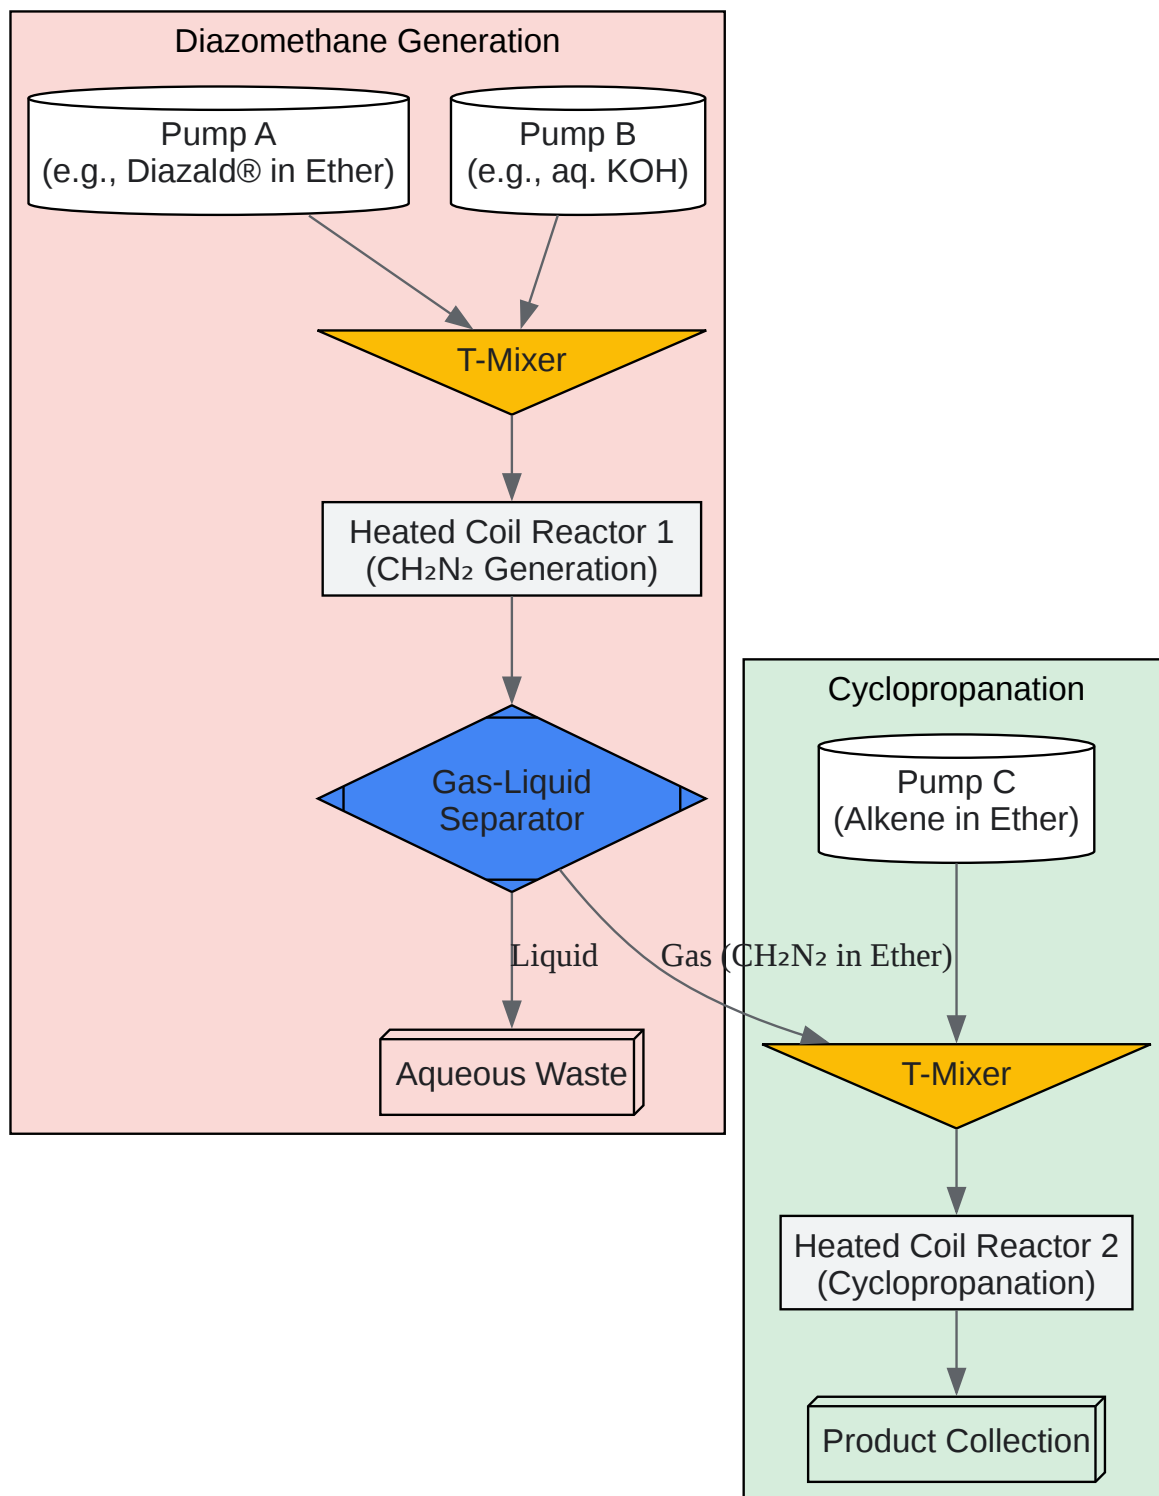 Diazomethane Generation
Pump A
(e.g., Diazald® in Ether)
Pump B
(e.g., aq. KOH)
T-Mixer
Heated Coil Reactor 1
(CH₂N₂ Generation)
Gas-Liquid
Separator
Liquid
Gas (CH₂N₂ in Ether)
Aqueous Waste
Cyclopropanation
Pump C
(Alkene in Ether)
T-Mixer
Heated Coil Reactor 2
(Cyclopropanation)
Product Collection